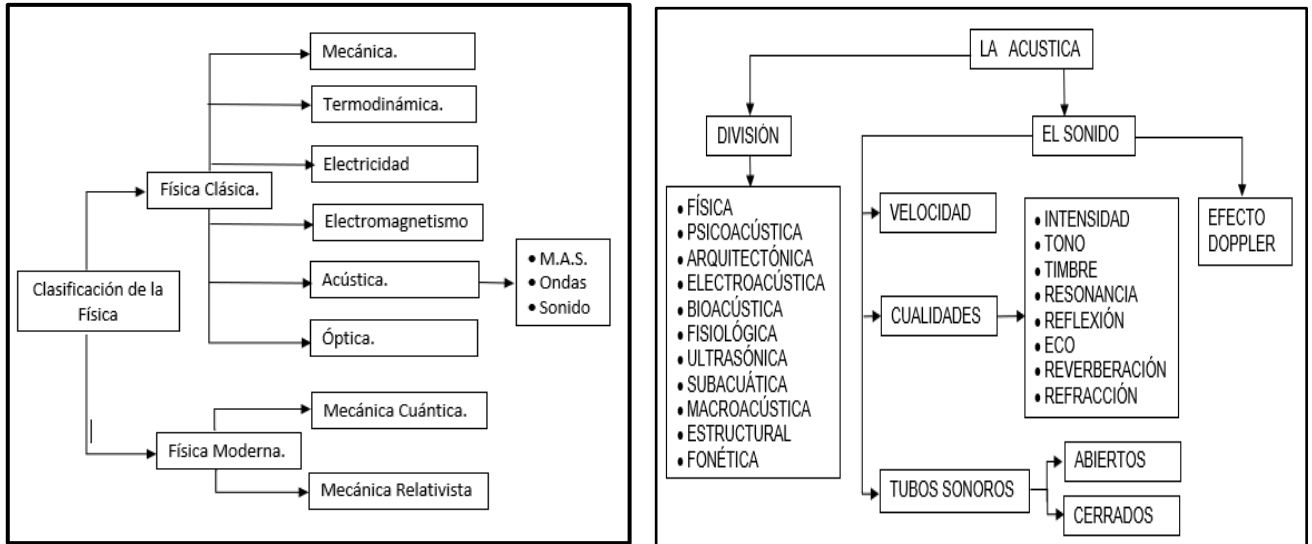 Clasificación de la
Física
Física Clásica.
Mecánica.
Termodinámica.
Electricidad
Electromagnetismo
Acústica.
• M.A.S.
• Ondas
• Sonido
Óptica.
Física Moderna.
Mecánica Cuántica.
Mecánica Relativista
LA ACUSTICA
DIVISIÓN
• FÍSICA
• PSICOACÚSTICA
• ARQUITECTÓNICA
• ELECTROACÚSTICA
• BIOACÚSTICA
• FISIOLÓGICA
• ULTRASÓNICA
• SUBACUÁTICA
• MACROACÚSTICA
• ESTRUCTURAL
• FONÉTICA
EL SONIDO
VELOCIDAD
CUALIDADES
• INTENSIDAD
• TONO
• TIMBRE
• RESONANCIA
• REFLEXIÓN
• ECO
• REVERBERACIÓN
• REFRACCIÓN
TUBOS SONOROS
ABIERTOS
CERRADOS
EFECTO
DOPPLER